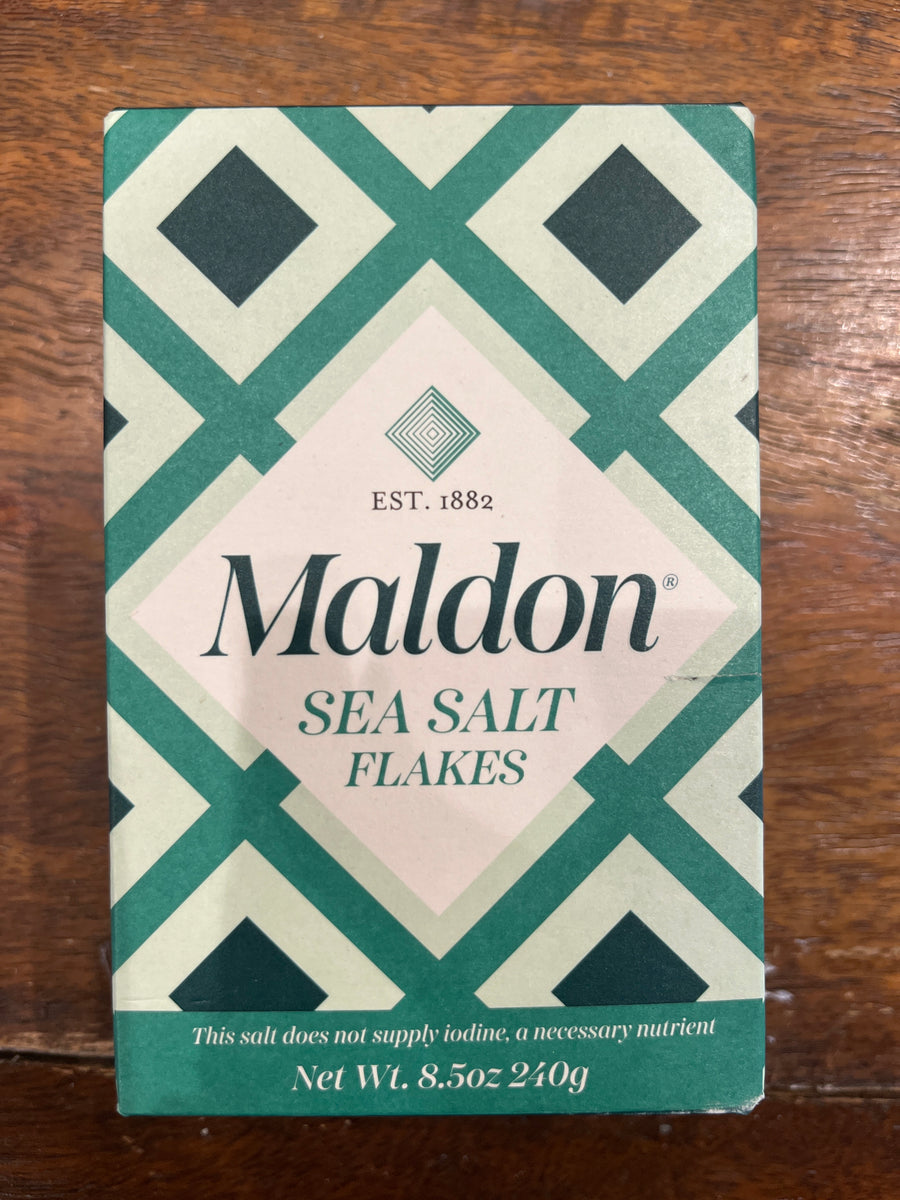 EST. 1882
Maldon®
SEA SALT
FLAKES
This salt does not supply iodine, a necessary nutrient
Net Wt. 8.5oz 240g